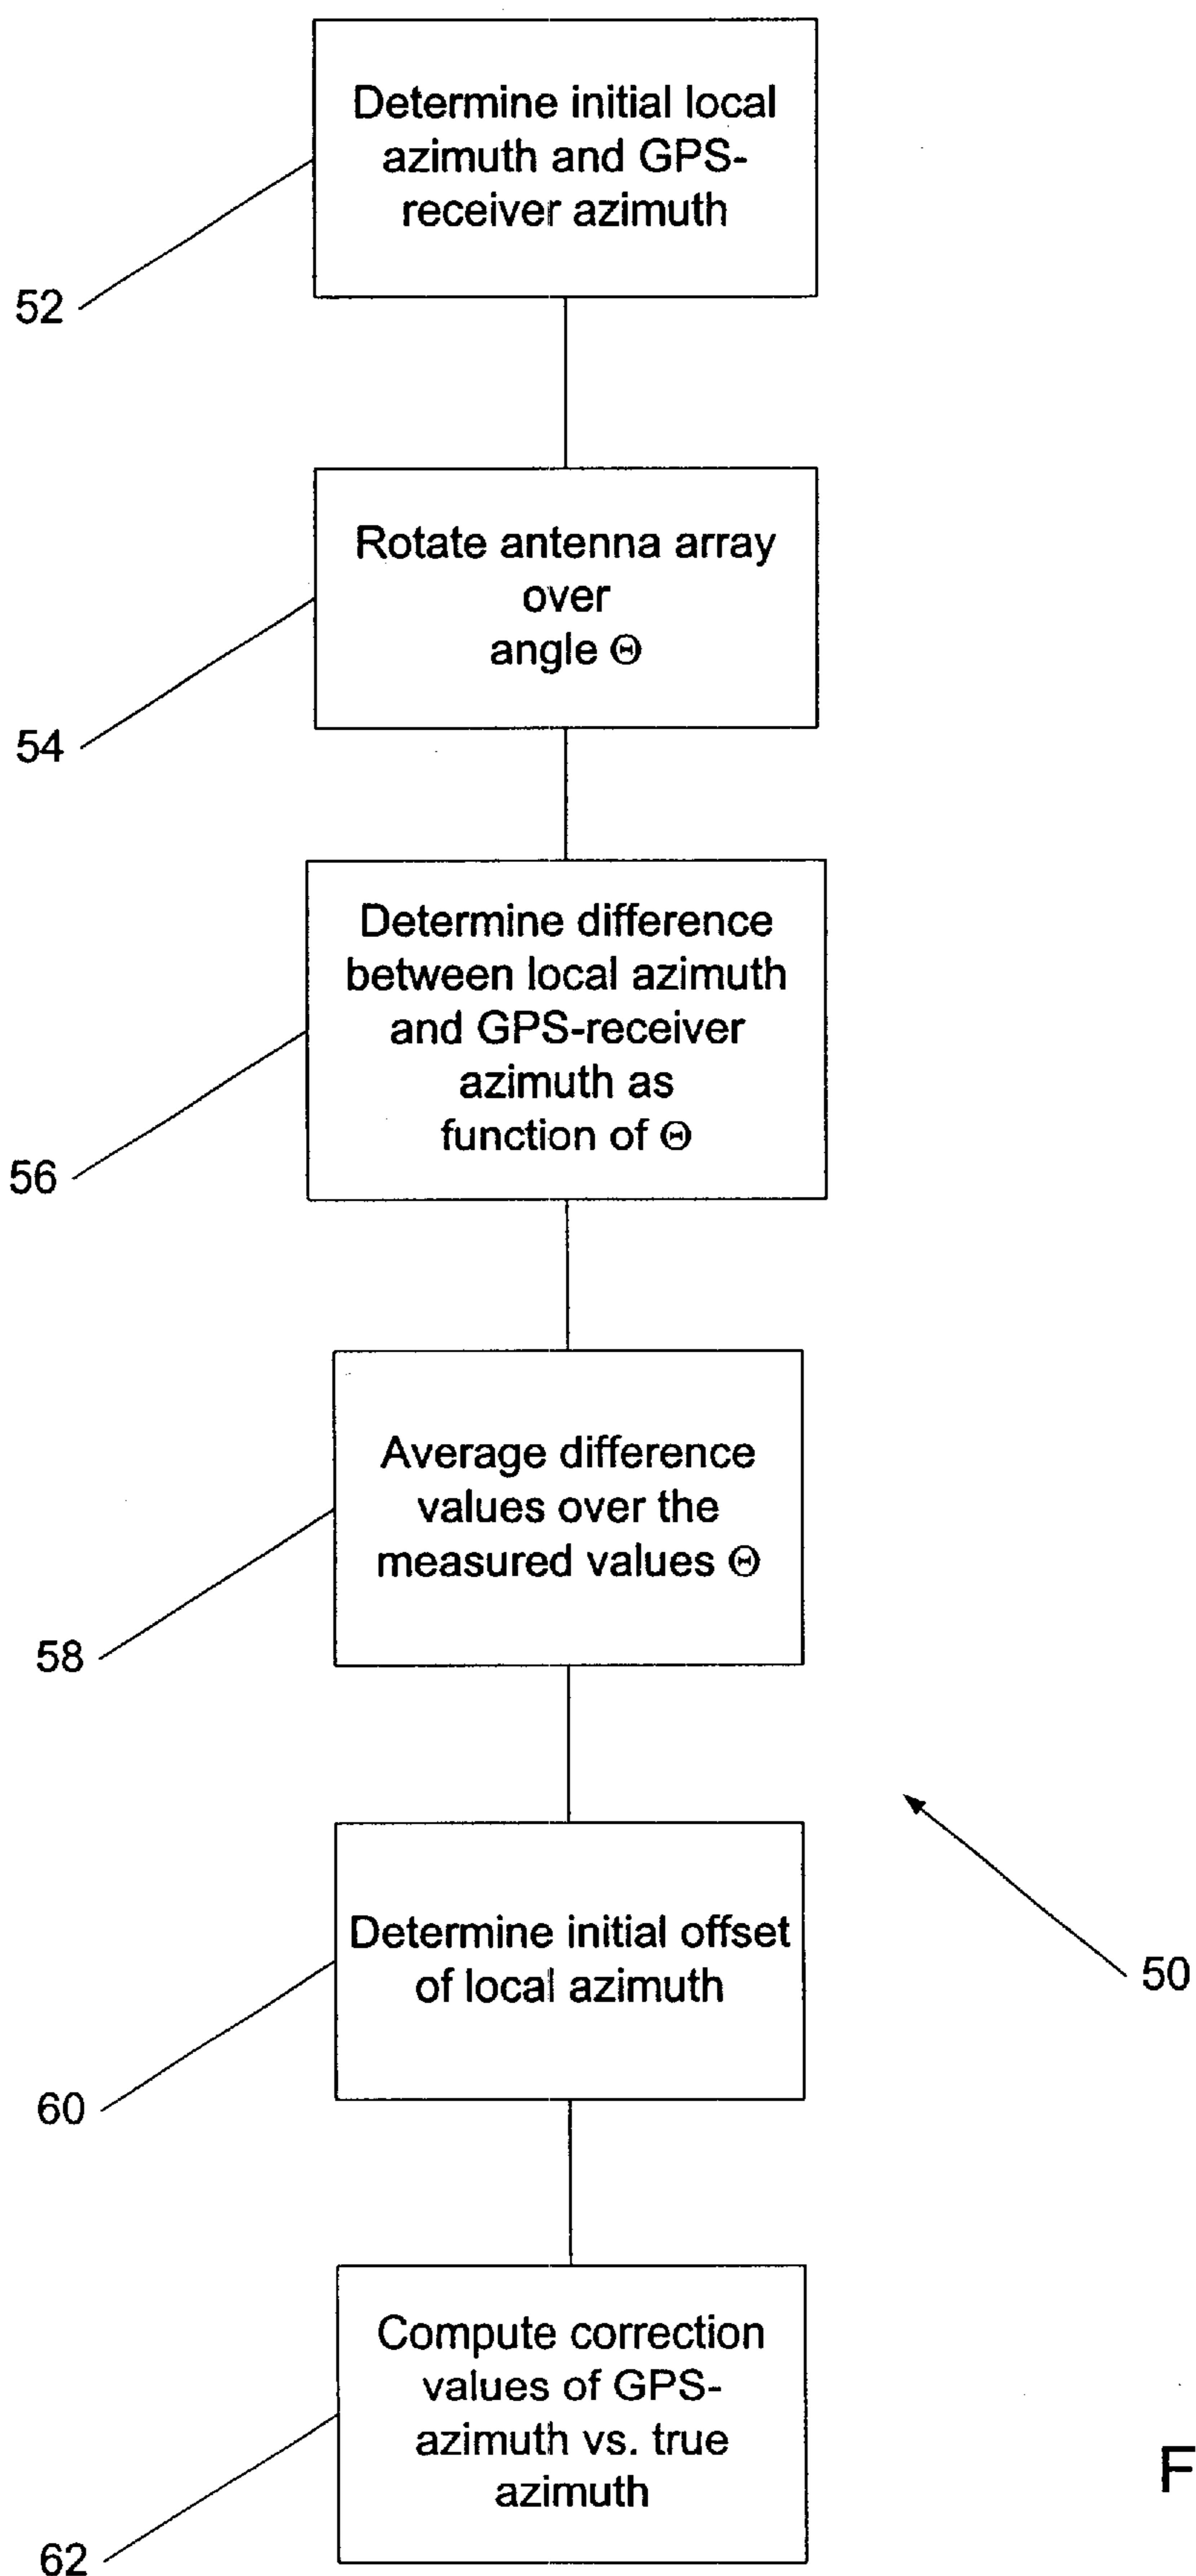 Determine initial local
azimuth and GPS-
receiver azimuth
52
Rotate antenna array
over
angle Θ
54
Determine difference
between local azimuth
and GPS-receiver
azimuth as
function of Θ
56
Average difference
values over the
measured values Θ
58
Determine initial offset
of local azimuth
50
60
Compute correction
values of GPS-
azimuth vs. true
azimuth
F
62